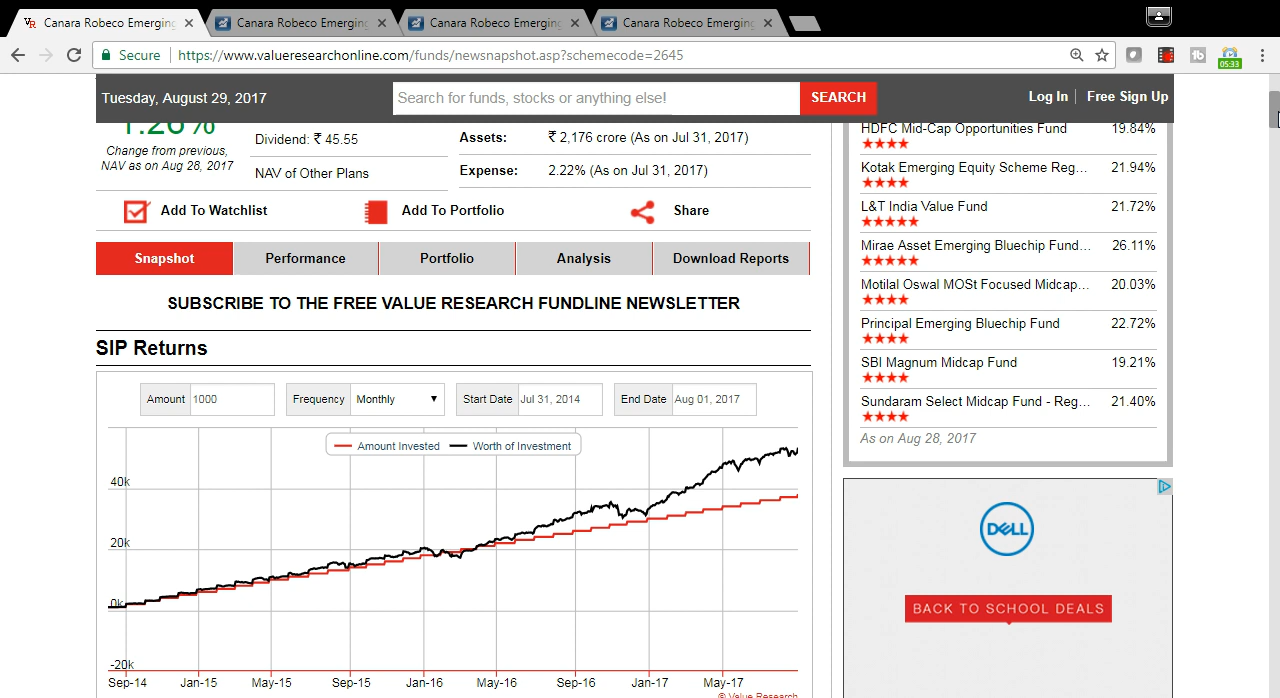 Canara Robeco Emerging
Canara Robeco Emerging
Canara Robeco Emerging
Canara Robeco Emerging
Secure
https://www.valueresearchonline.com/funds/newsnapshot.asp?schemecode=2645
05:33
Tuesday, August 29, 2017
Search for funds, stocks or anything else!
SEARCH
Log In
Free Sign Up
1.26%
Change from previous,
NAV as on Aug 28, 2017
Dividend: ₹ 45.55
NAV of Other Plans
Assets: ₹ 2,176 crore (As on Jul 31, 2017)
Expense: 2.22% (As on Jul 31, 2017)
Add To Watchlist
Add To Portfolio
Share
Snapshot
Performance
Portfolio
Analysis
Download Reports
SUBSCRIBE TO THE FREE VALUE RESEARCH FUNDLINE NEWSLETTER
SIP Returns
Amount 1000
Frequency Monthly
Start Date Jul 31, 2014
End Date Aug 01, 2017
Amount Invested
Worth of Investment
40k
20k
0k
-20k
Sep-14 Jan-15 May-15 Sep-15 Jan-16 May-16 Sep-16 Jan-17 May-17
© Value Research
HDFC Mid-Cap Opportunities Fund 19.84%
Kotak Emerging Equity Scheme Reg... 21.94%
L&T India Value Fund 21.72%
Mirae Asset Emerging Bluechip Fund... 26.11%
Motilal Oswal MOSt Focused Midcap... 20.03%
Principal Emerging Bluechip Fund 22.72%
SBI Magnum Midcap Fund 19.21%
Sundaram Select Midcap Fund - Reg... 21.40%
As on Aug 28, 2017
DELL
BACK TO SCHOOL DEALS